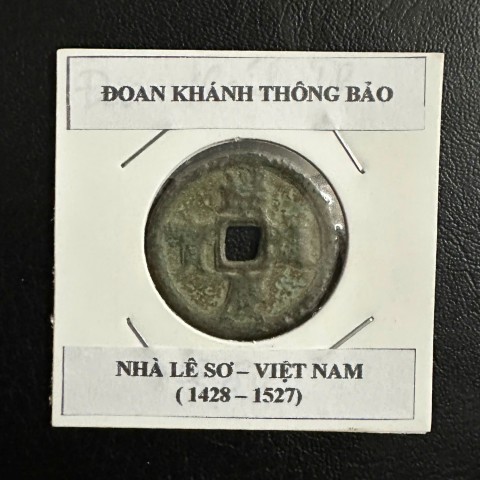 ĐOAN KHÁNH THÔNG BẢO
NHÀ LÊ SƠ – VIỆT NAM
( 1428 – 1527)